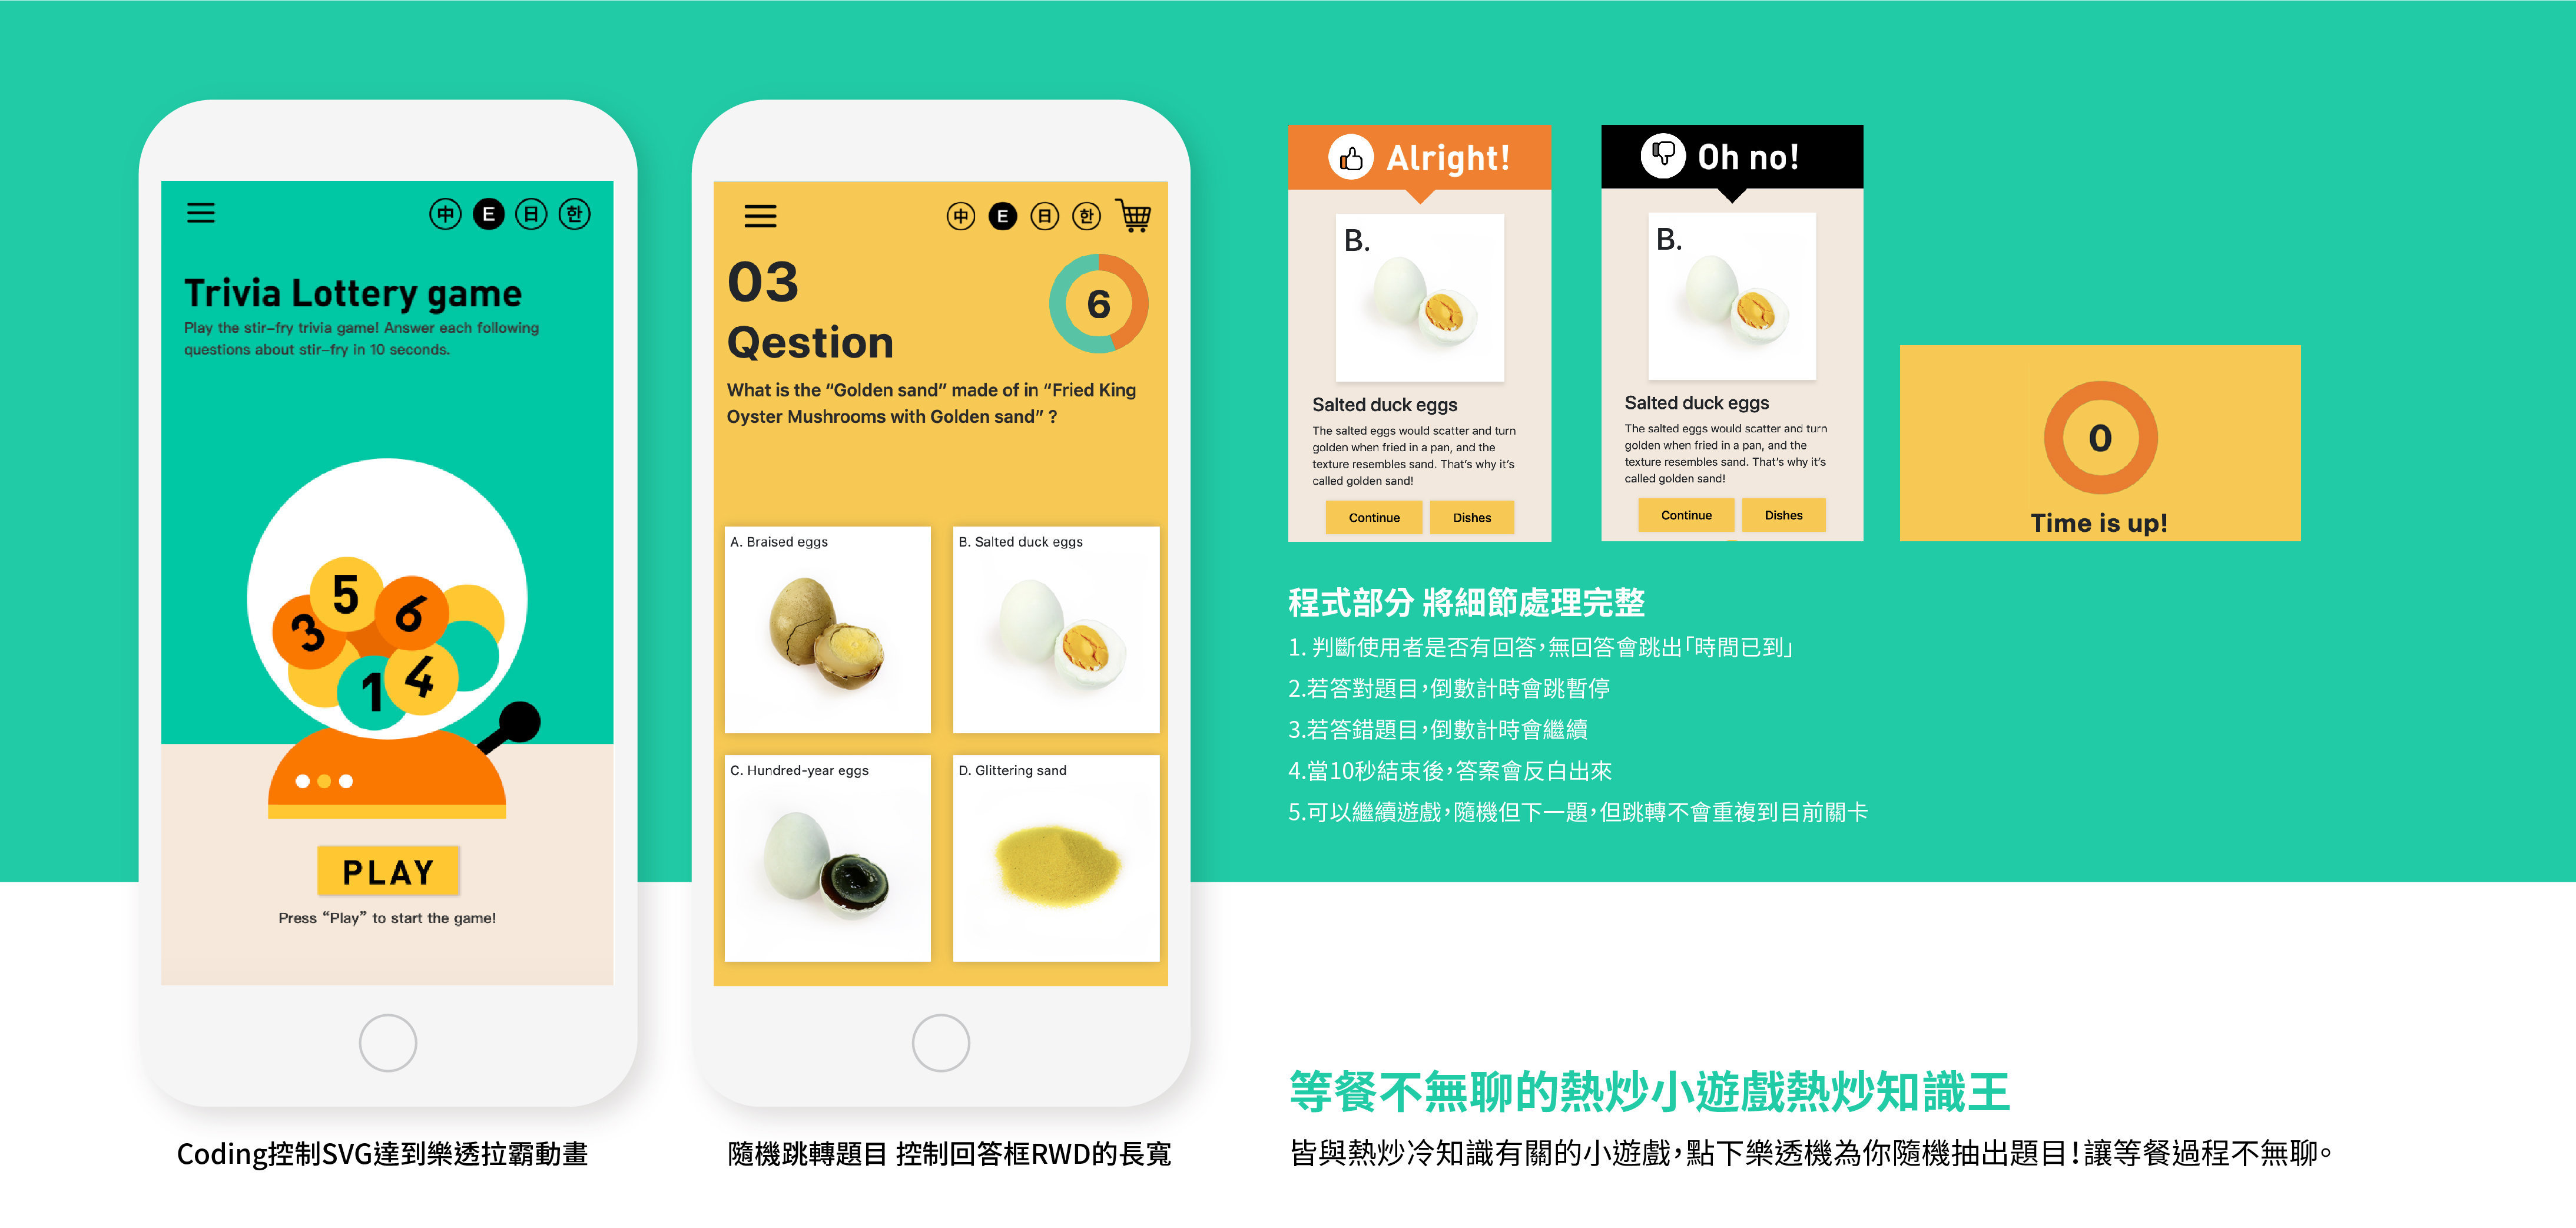 中 E 日 한
Trivia Lottery game
Play the stir-fry trivia game! Answer each following
questions about stir-fry in 10 seconds.
5
6
3
1
4
PLAY
Press “Play” to start the game!
Coding控制SVG達到樂透拉霸動畫
中 E 日 한
03
6
Qestion
What is the “Golden sand” made of in “Fried King
Oyster Mushrooms with Golden sand” ?
A. Braised eggs
B. Salted duck eggs
C. Hundred-year eggs
D. Glittering sand
隨機跳轉題目 控制回答框RWD的長寬
Alright!
B.
Salted duck eggs
The salted eggs would scatter and turn
golden when fried in a pan, and the
texture resembles sand. That’s why it’s
called golden sand!
Continue
Dishes
Oh no!
B.
Salted duck eggs
The salted eggs would scatter and turn
golden when fried in a pan, and the
texture resembles sand. That’s why it’s
called golden sand!
Continue
Dishes
0
Time is up!
程式部分 將細節處理完整
1. 判斷使用者是否有回答，無回答會跳出「時間已到」
2.若答對題目，倒數計時會跳暫停
3.若答錯題目，倒數計時會繼續
4.當10秒結束後，答案會反白出來
5.可以繼續遊戲，隨機但下一題，但跳轉不會重複到目前關卡
等餐不無聊的熱炒小遊戲熱炒知識王
皆與熱炒冷知識有關的小遊戲，點下樂透機為你隨機抽出題目！讓等餐過程不無聊。